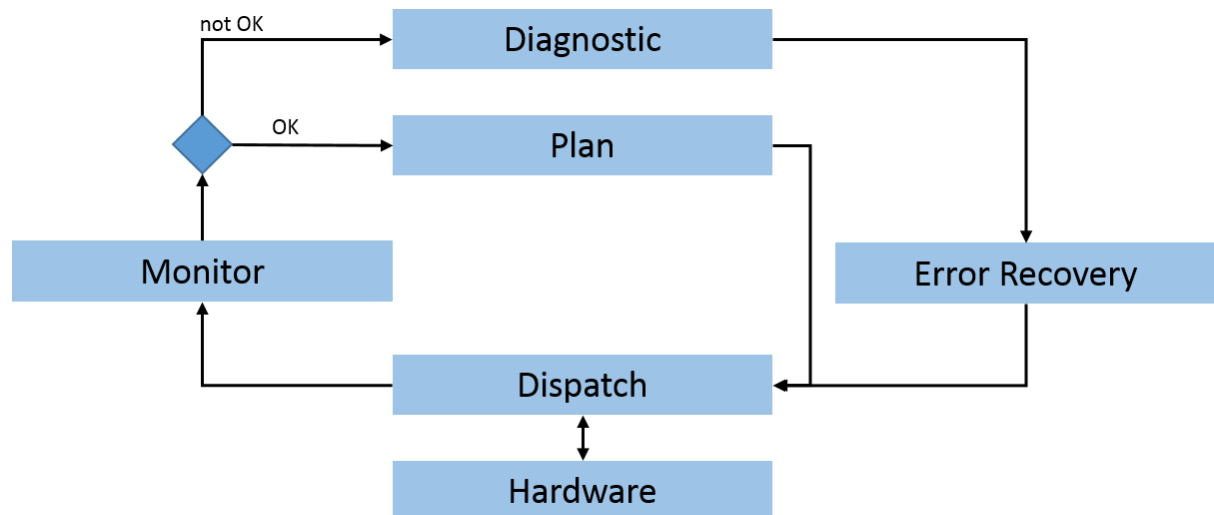 not OK
Diagnostic
OK
Plan
Monitor
Error Recovery
Dispatch
Hardware